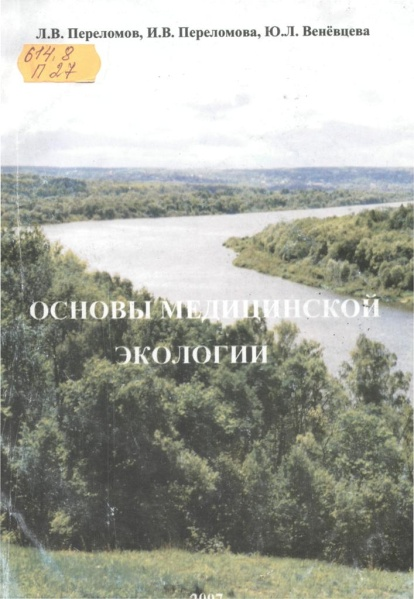 Л.В. Переломов, И.В. Переломова, Ю.Л. Венёвцева
614.8
П 27
ОСНОВЫ МЕДИЦИНСКОЙ
ЭКОЛОГИИ